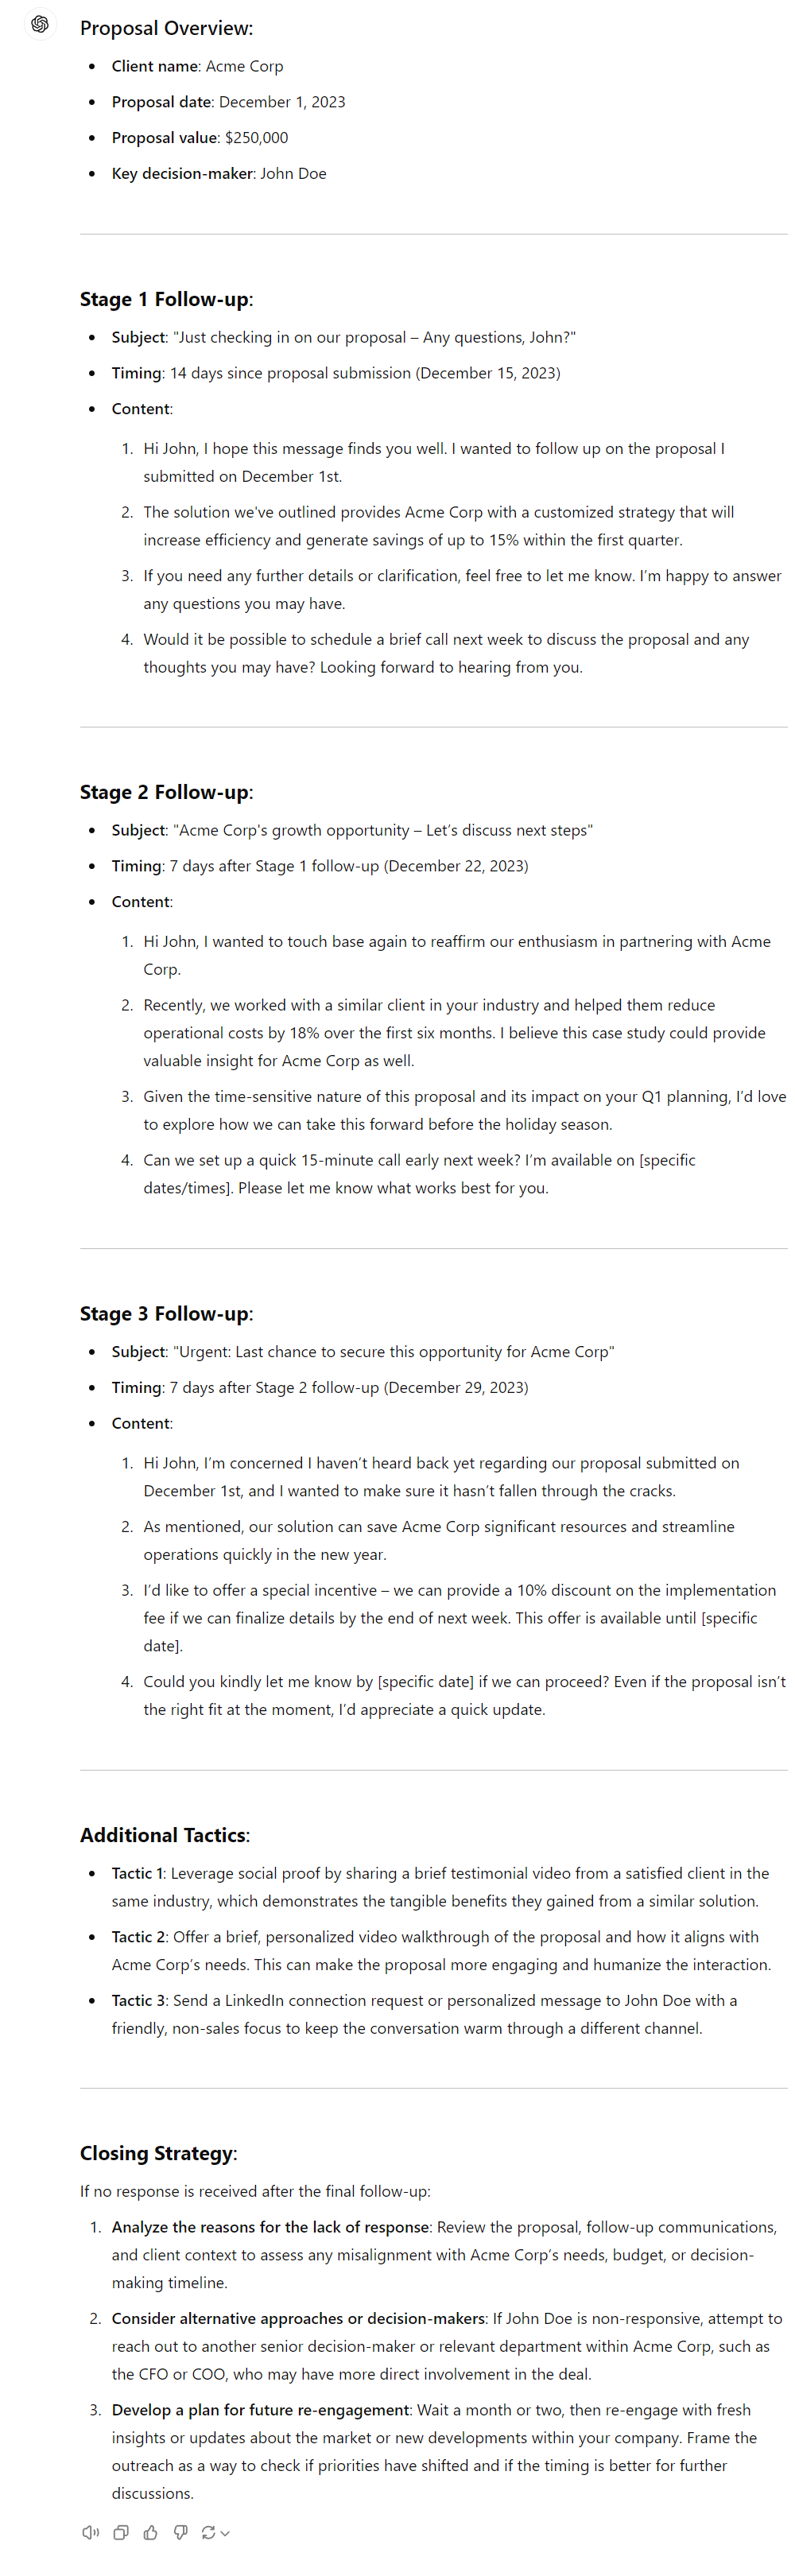 Proposal Overview:
• Client name: Acme Corp
• Proposal date: December 1, 2023
• Proposal value: $250,000
• Key decision-maker: John Doe
Stage 1 Follow-up:
• Subject: "Just checking in on our proposal – Any questions, John?"
• Timing: 14 days since proposal submission (December 15, 2023)
• Content:
1. Hi John, I hope this message finds you well. I wanted to follow up on the proposal I
submitted on December 1st.
2. The solution we've outlined provides Acme Corp with a customized strategy that will
increase efficiency and generate savings of up to 15% within the first quarter.
3. If you need any further details or clarification, feel free to let me know. I’m happy to answer
any questions you may have.
4. Would it be possible to schedule a brief call next week to discuss the proposal and any
thoughts you may have? Looking forward to hearing from you.
Stage 2 Follow-up:
• Subject: "Acme Corp's growth opportunity – Let’s discuss next steps"
• Timing: 7 days after Stage 1 follow-up (December 22, 2023)
• Content:
1. Hi John, I wanted to touch base again to reaffirm our enthusiasm in partnering with Acme
Corp.
2. Recently, we worked with a similar client in your industry and helped them reduce
operational costs by 18% over the first six months. I believe this case study could provide
valuable insight for Acme Corp as well.
3. Given the time-sensitive nature of this proposal and its impact on your Q1 planning, I’d love
to explore how we can take this forward before the holiday season.
4. Can we set up a quick 15-minute call early next week? I’m available on [specific
dates/times]. Please let me know what works best for you.
Stage 3 Follow-up:
• Subject: "Urgent: Last chance to secure this opportunity for Acme Corp"
• Timing: 7 days after Stage 2 follow-up (December 29, 2023)
• Content:
1. Hi John, I’m concerned I haven’t heard back yet regarding our proposal submitted on
December 1st, and I wanted to make sure it hasn’t fallen through the cracks.
2. As mentioned, our solution can save Acme Corp significant resources and streamline
operations quickly in the new year.
3. I’d like to offer a special incentive – we can provide a 10% discount on the implementation
fee if we can finalize details by the end of next week. This offer is available until [specific
date].
4. Could you kindly let me know by [specific date] if we can proceed? Even if the proposal isn’t
the right fit at the moment, I’d appreciate a quick update.
Additional Tactics:
• Tactic 1: Leverage social proof by sharing a brief testimonial video from a satisfied client in the
same industry, which demonstrates the tangible benefits they gained from a similar solution.
• Tactic 2: Offer a brief, personalized video walkthrough of the proposal and how it aligns with
Acme Corp’s needs. This can make the proposal more engaging and humanize the interaction.
• Tactic 3: Send a LinkedIn connection request or personalized message to John Doe with a
friendly, non-sales focus to keep the conversation warm through a different channel.
Closing Strategy:
If no response is received after the final follow-up:
1. Analyze the reasons for the lack of response: Review the proposal, follow-up communications,
and client context to assess any misalignment with Acme Corp’s needs, budget, or decision-
making timeline.
2. Consider alternative approaches or decision-makers: If John Doe is non-responsive, attempt to
reach out to another senior decision-maker or relevant department within Acme Corp, such as
the CFO or COO, who may have more direct involvement in the deal.
3. Develop a plan for future re-engagement: Wait a month or two, then re-engage with fresh
insights or updates about the market or new developments within your company. Frame the
outreach as a way to check if priorities have shifted and if the timing is better for further
discussions.